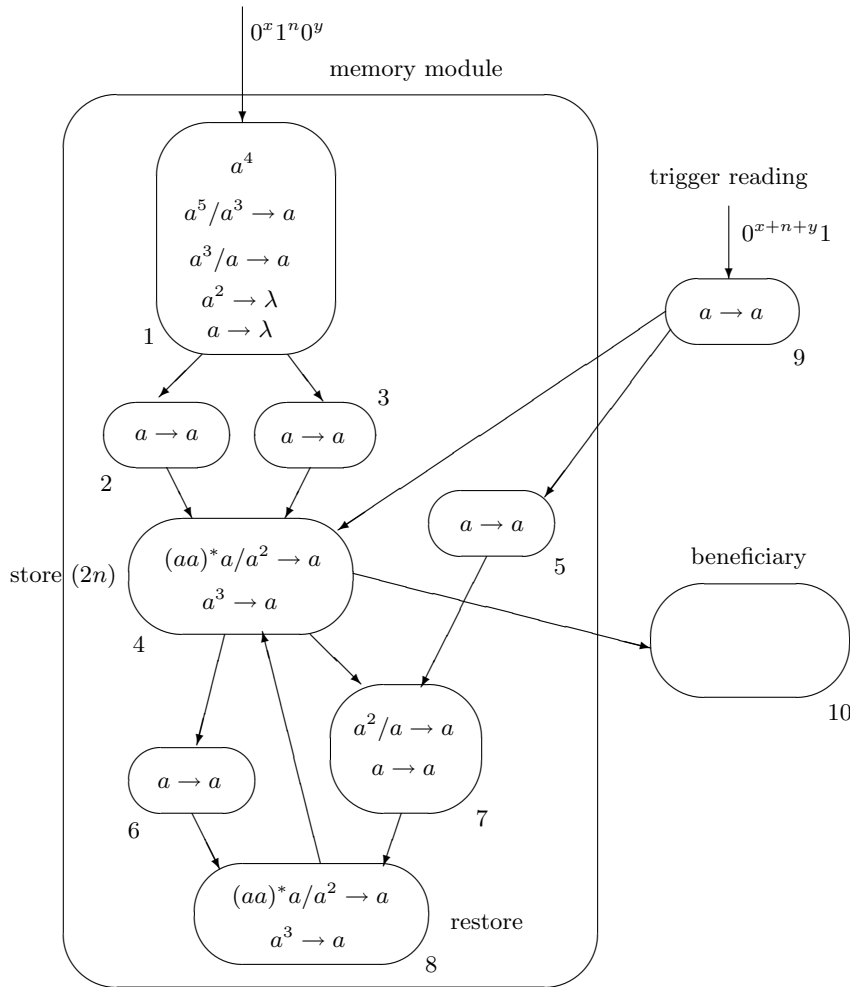 0^x1^n0^y
memory module
a^4
a^5/a^3 → a
a^3/a → a
a^2 → λ
a → λ
1
trigger reading
0^{x+n+y}1
a → a
9
a → a
2
a → a
3
(aa)^*a/a^2 → a
a^3 → a
store (2n)
4
a → a
5
beneficiary
10
a → a
6
a^2/a → a
a → a
7
(aa)^*a/a^2 → a
a^3 → a
restore
8